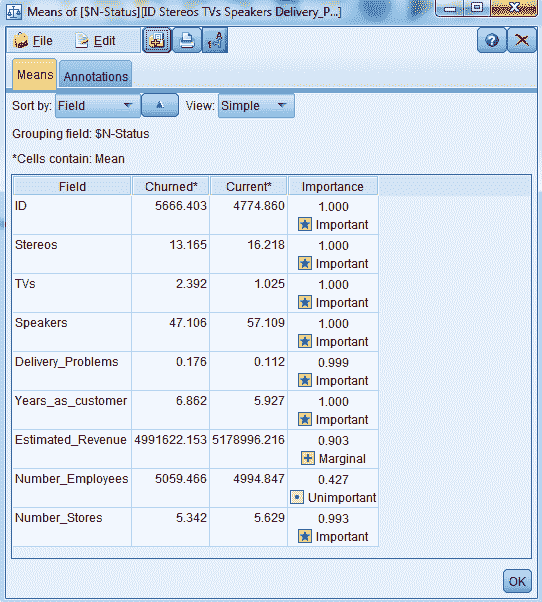 Means of [$N-Status][ID Stereos TVs Speakers Delivery_P...]
File Edit
Means Annotations
Sort by: Field View: Simple
Grouping field: $N-Status
*Cells contain: Mean
Field Churned* Current* Importance
ID 5666.403 4774.860 1.000
Important
Stereos 13.165 16.218 1.000
Important
TVs 2.392 1.025 1.000
Important
Speakers 47.106 57.109 1.000
Important
Delivery_Problems 0.176 0.112 0.999
Important
Years_as_customer 6.862 5.927 1.000
Important
Estimated_Revenue 4991622.153 5178996.216 0.903
Marginal
Number_Employees 5059.466 4994.847 0.427
Unimportant
Number_Stores 5.342 5.629 0.993
Important
OK